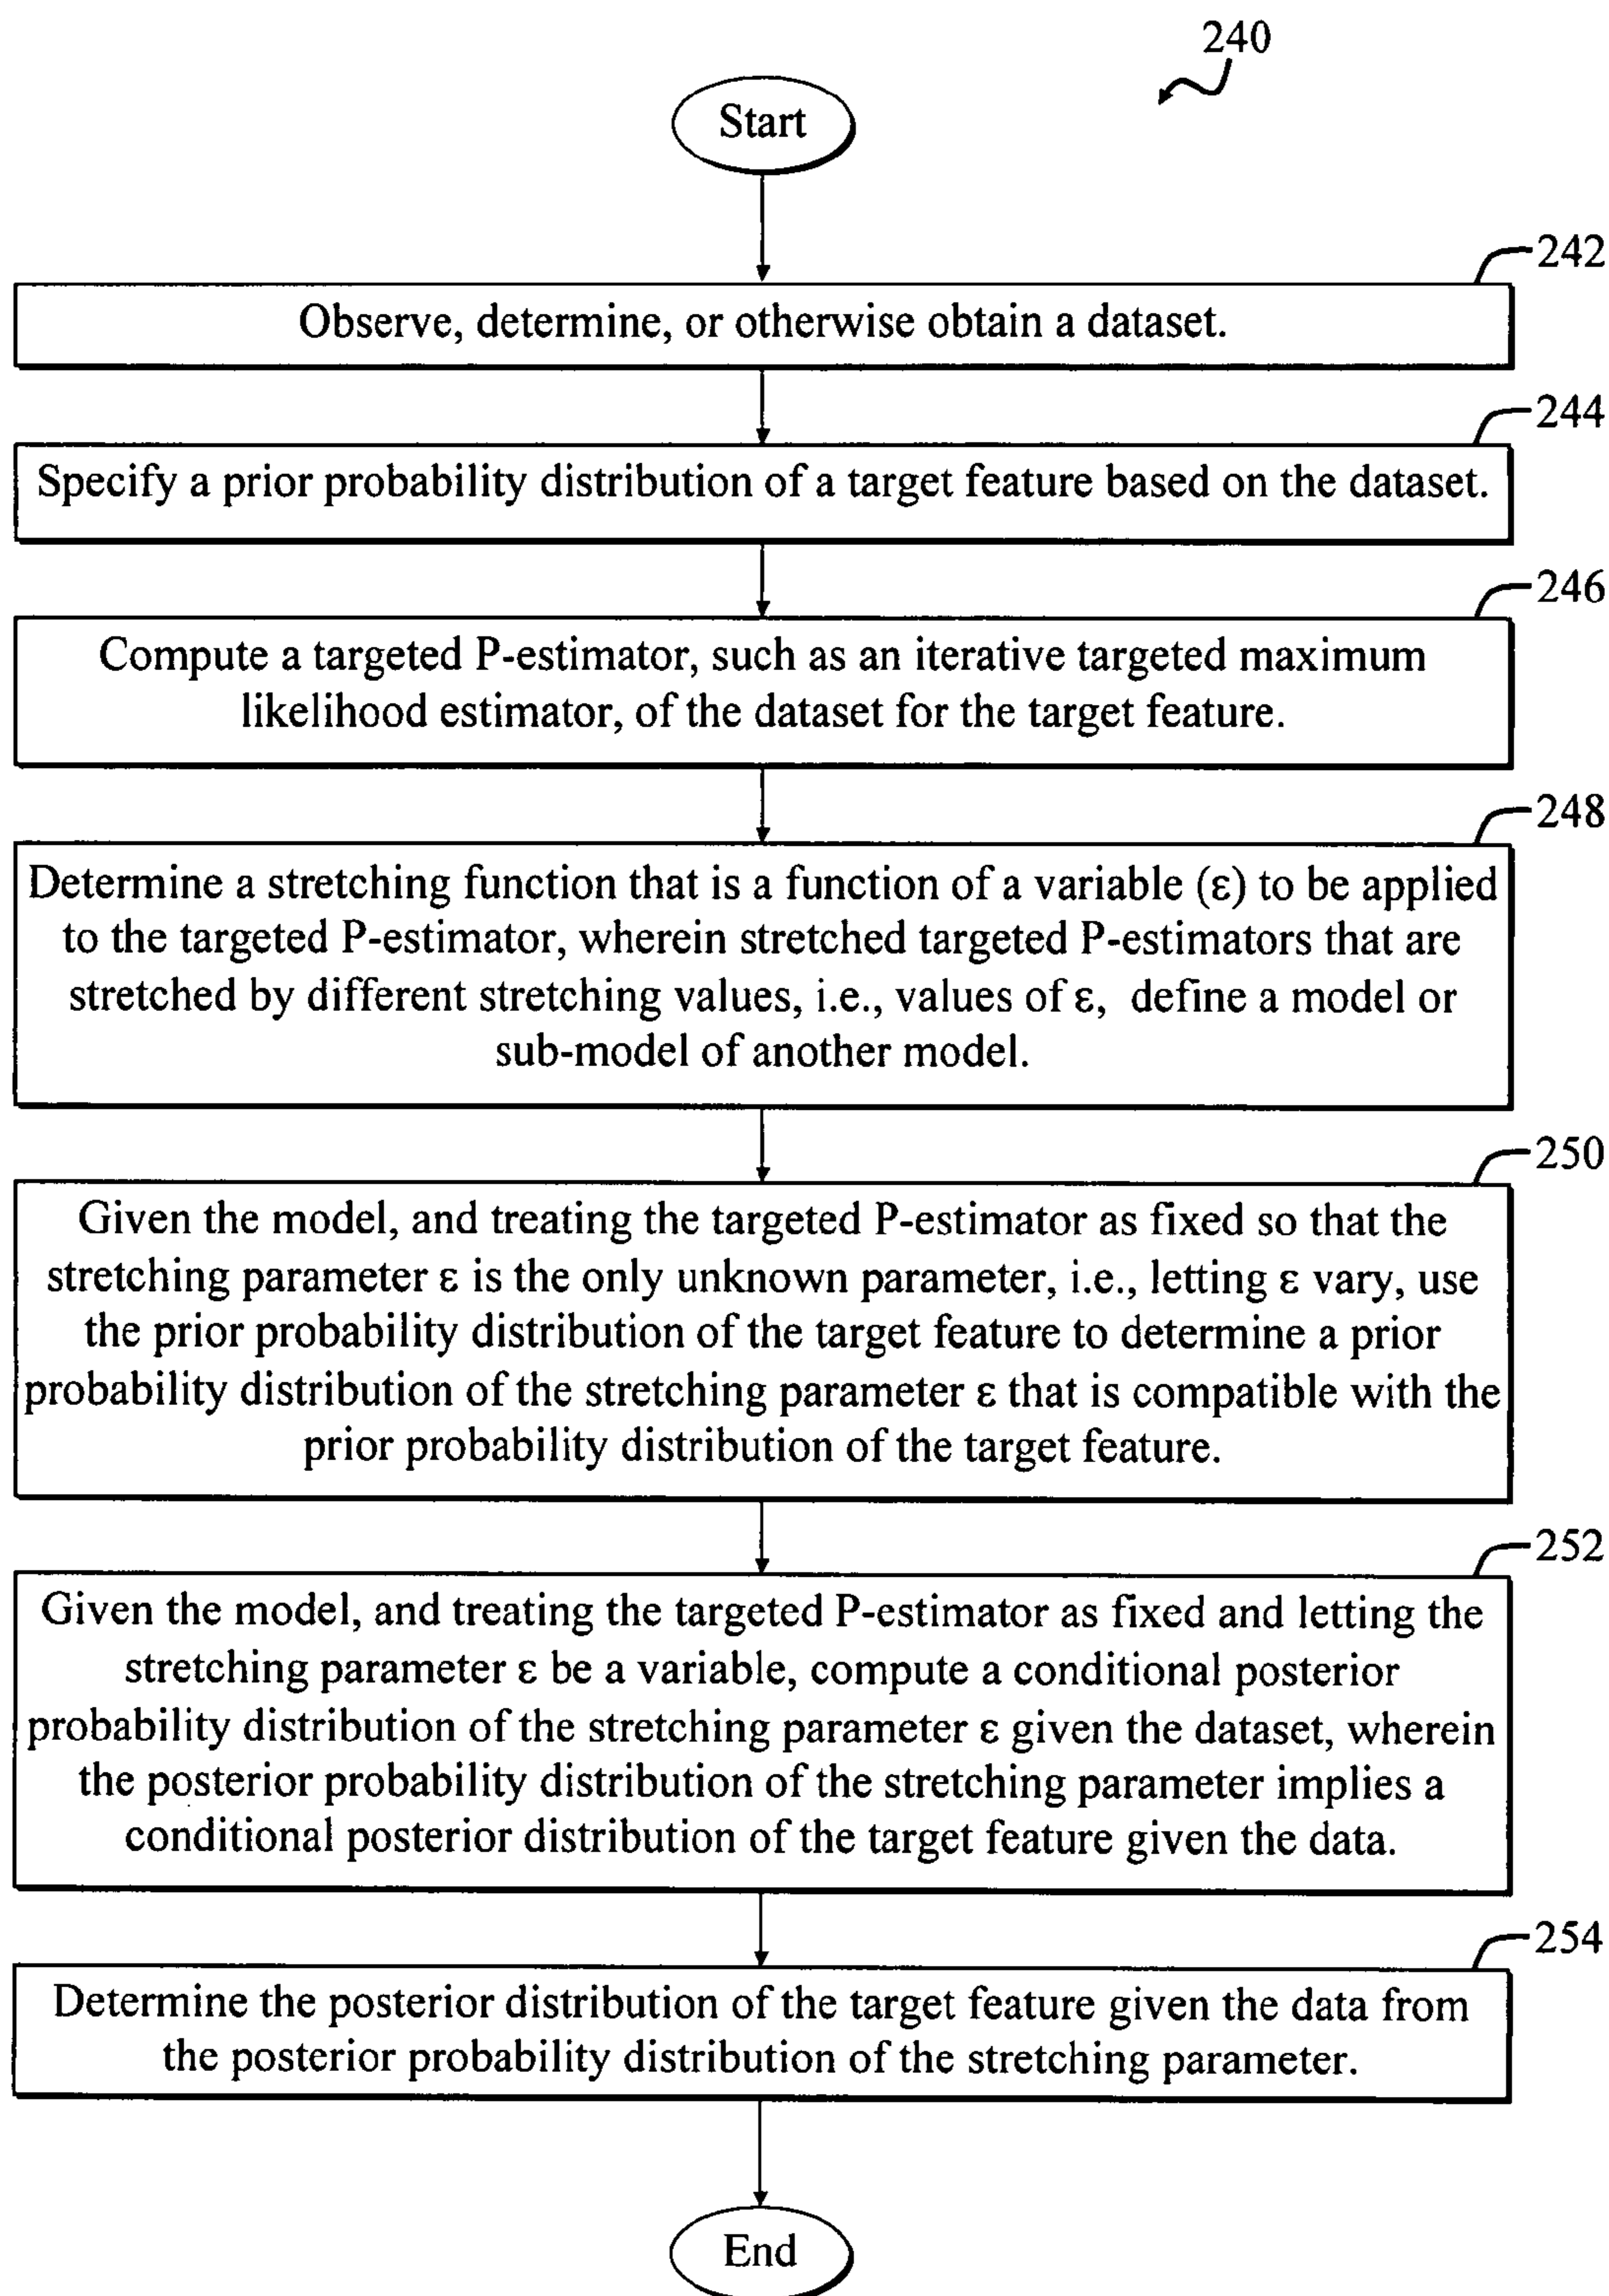 240
Start
242
Observe, determine, or otherwise obtain a dataset.
244
Specify a prior probability distribution of a target feature based on the dataset.
246
Compute a targeted P-estimator, such as an iterative targeted maximum
likelihood estimator, of the dataset for the target feature.
248
Determine a stretching function that is a function of a variable (ε) to be applied
to the targeted P-estimator, wherein stretched targeted P-estimators that are
stretched by different stretching values, i.e., values of ε, define a model or
sub-model of another model.
250
Given the model, and treating the targeted P-estimator as fixed so that the
stretching parameter ε is the only unknown parameter, i.e., letting ε vary, use
the prior probability distribution of the target feature to determine a prior
probability distribution of the stretching parameter ε that is compatible with the
prior probability distribution of the target feature.
252
Given the model, and treating the targeted P-estimator as fixed and letting the
stretching parameter ε be a variable, compute a conditional posterior
probability distribution of the stretching parameter ε given the dataset, wherein
the posterior probability distribution of the stretching parameter implies a
conditional posterior distribution of the target feature given the data.
254
Determine the posterior distribution of the target feature given the data from
the posterior probability distribution of the stretching parameter.
End